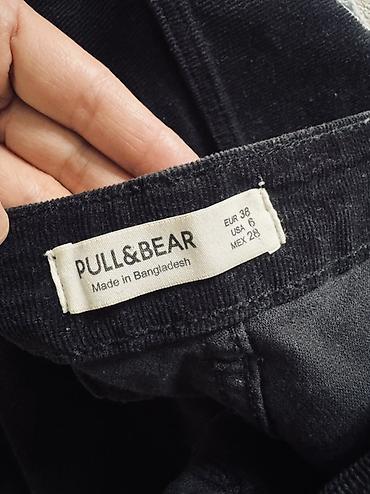 PULL&BEAR
Made in Bangladesh
EUR 38
USA 6
MEX 28